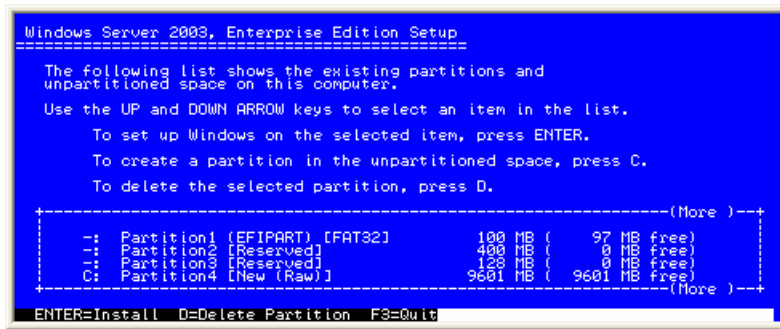 Windows Server 2003, Enterprise Edition Setup
=============================================
The following list shows the existing partitions and
unpartitioned space on this computer.
Use the UP and DOWN ARROW keys to select an item in the list.
To set up Windows on the selected item, press ENTER.
To create a partition in the unpartitioned space, press C.
To delete the selected partition, press D.
(More )
-: Partition1 (EFIPART) [FAT32] 100 MB ( 97 MB free)
-: Partition2 [Reserved] 400 MB ( 0 MB free)
-: Partition3 [Reserved] 128 MB ( 0 MB free)
C: Partition4 [New (Raw)] 9601 MB ( 9601 MB free)
(More )
ENTER=Install D=Delete Partition F3=Quit